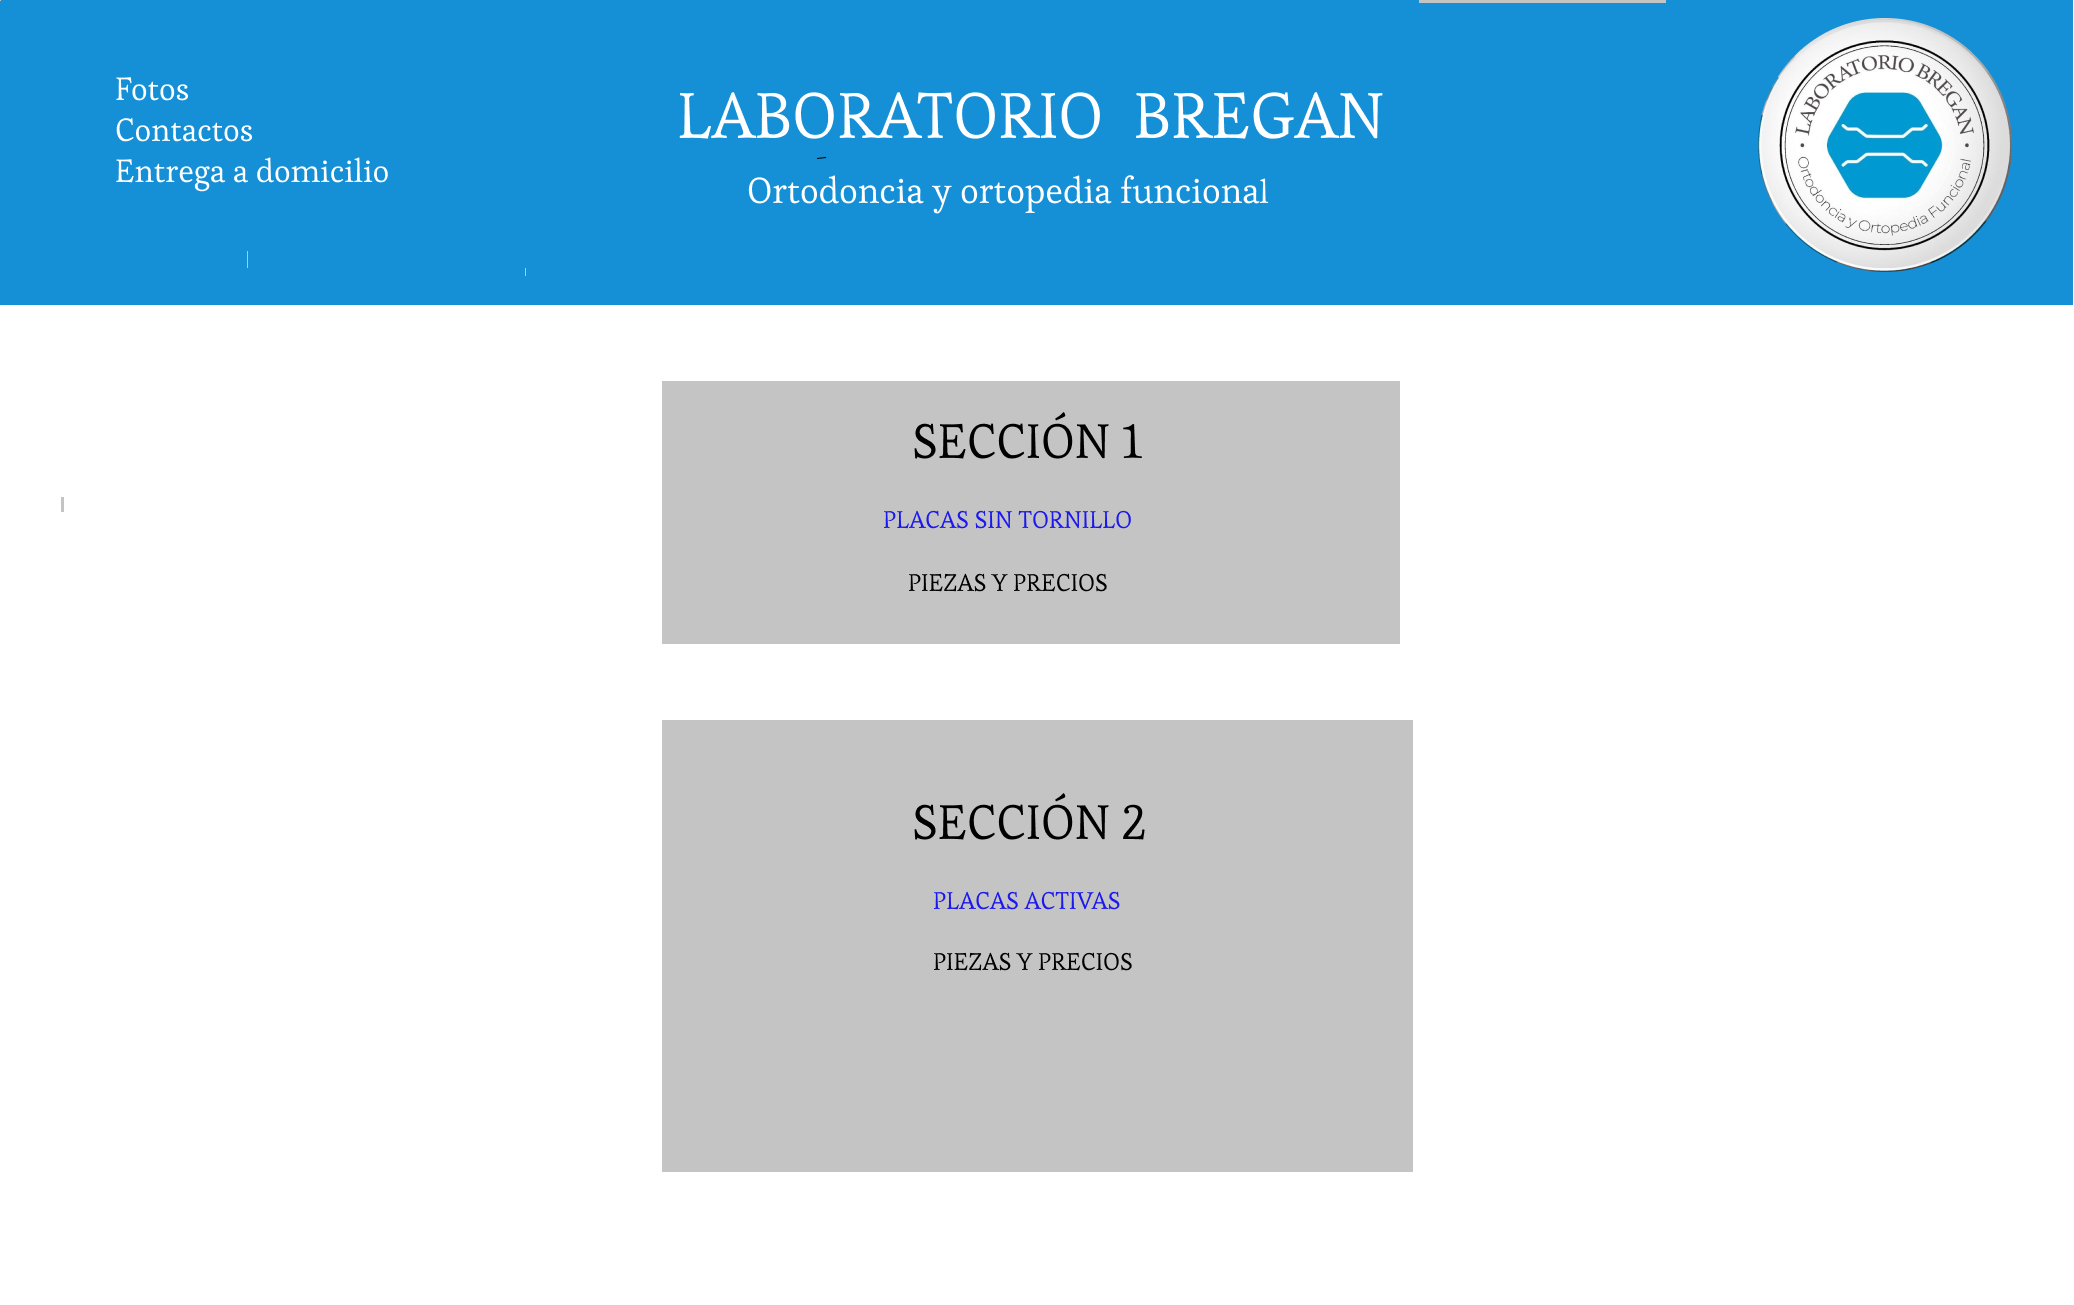 Fotos
Contactos
Entrega a domicilio
LABORATORIO BREGAN
Ortodoncia y ortopedia funcional
LABORATORIO BREGAN
Ortodoncia y Ortopedia Funcional
SECCIÓN 1
PLACAS SIN TORNILLO
PIEZAS Y PRECIOS
SECCIÓN 2
PLACAS ACTIVAS
PIEZAS Y PRECIOS